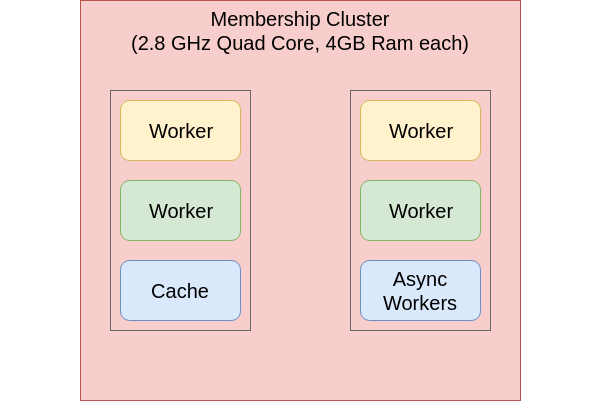 Membership Cluster
(2.8 GHz Quad Core, 4GB Ram each)
Worker
Worker
Cache
Worker
Worker
Async
Workers